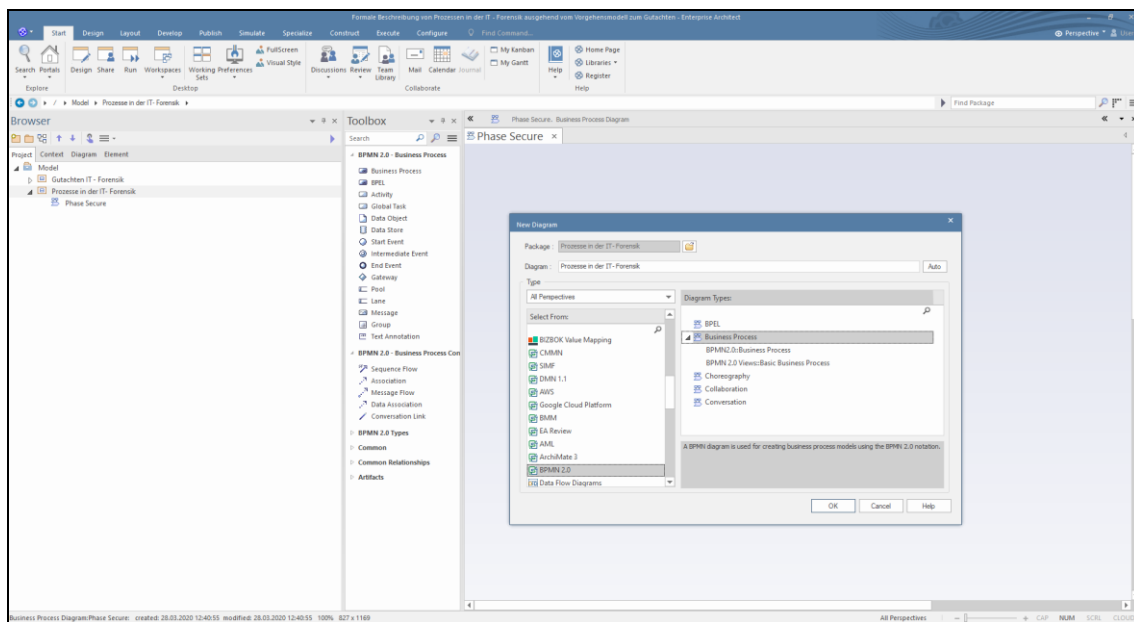 Formale Beschreibung von Prozessen in der IT - Forensik ausgehend vom Vorgehensmodell zum Gutachten - Enterprise Architect
Start Design Layout Develop Publish Simulate Specialize Construct Execute Configure Find Command... Perspective User
Search Portals Design Share Run Workspaces Working Sets Preferences FullScreen Visual Style Discussions Review Team Library Mail Calendar Journal My Kanban My Gantt Help Home Page Libraries Register
Explore Desktop Collaborate Help
/ Model Prozesse in der IT- Forensik Find Package
Browser
Project Context Diagram Element
Model
Gutachten IT - Forensik
Prozesse in der IT- Forensik
Phase Secure
Toolbox
Search
BPMN 2.0 - Business Process
Business Process
BPEL
Activity
Global Task
Data Object
Data Store
Start Event
Intermediate Event
End Event
Gateway
Pool
Lane
Message
Group
Text Annotation
BPMN 2.0 - Business Process Con
Sequence Flow
Association
Message Flow
Data Association
Conversation Link
BPMN 2.0 Types
Common
Common Relationships
Artifacts
Phase Secure. Business Process Diagram
Phase Secure ×
New Diagram
Package : Prozesse in der IT- Forensik
Diagram : Prozesse in der IT- Forensik Auto
Type
All Perspectives
Select From:
BIZBOK Value Mapping
CMMN
SIMF
DMN 1.1
AWS
Google Cloud Platform
BMM
EA Review
AML
ArchiMate 3
BPMN 2.0
Data Flow Diagrams
Diagram Types:
BPEL
Business Process
BPMN2.0::Business Process
BPMN 2.0 Views::Basic Business Process
Choreography
Collaboration
Conversation
A BPMN diagram is used for creating business process models using the BPMN 2.0 notation.
OK Cancel Help
Business Process Diagram:Phase Secure: created: 28.03.2020 12:40:55 modified: 28.03.2020 12:40:55 100% 827 x 1169 All Perspectives CAP NUM SCRL CLOUD